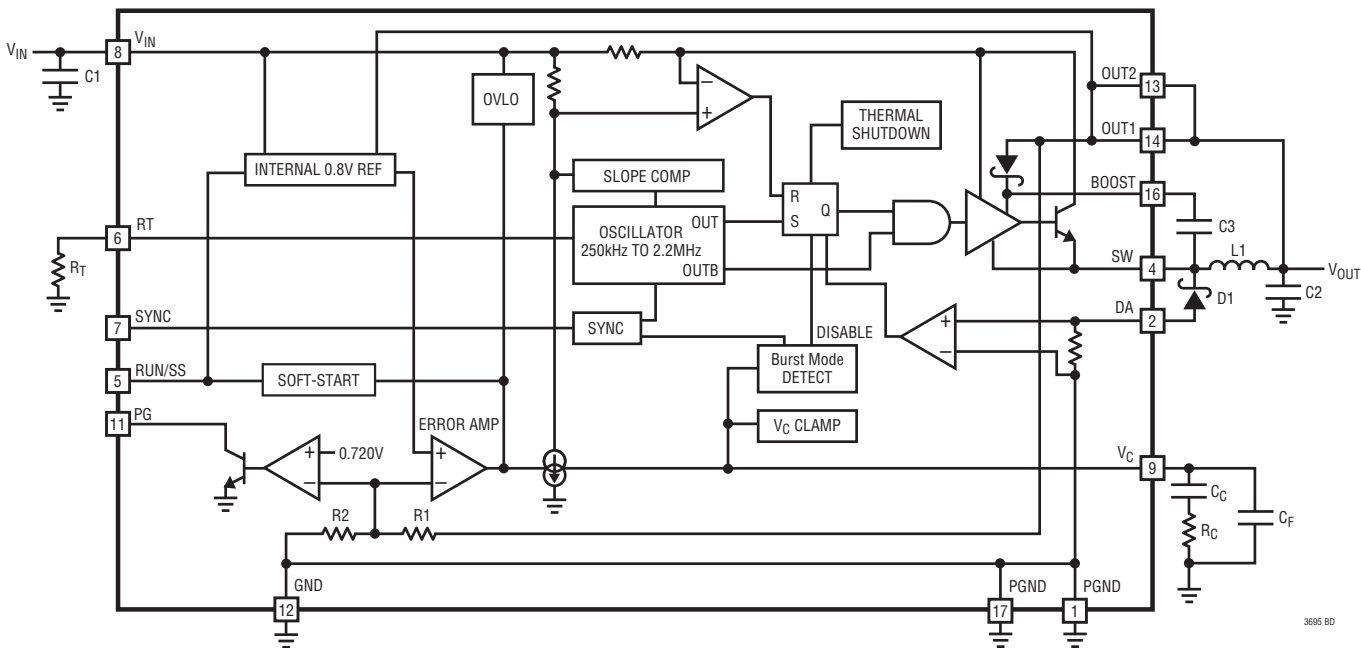 VIN
8
VIN
C1
OVLO
−
+
THERMAL
SHUTDOWN
OUT2
13
OUT1
14
INTERNAL 0.8V REF
SLOPE COMP
R
S
Q
BOOST
16
C3
RT
6
RT
OSCILLATOR
250kHz TO 2.2MHz
OUT
OUTB
SW
4
L1
VOUT
C2
D1
SYNC
7
SYNC
DISABLE
+
−
DA
2
RUN/SS
5
SOFT-START
Burst Mode
DETECT
PG
11
ERROR AMP
VC CLAMP
+
0.720V
−
+
−
VC
9
CC
RC
CF
R2
R1
GND
12
PGND
17
PGND
1
3695 BD